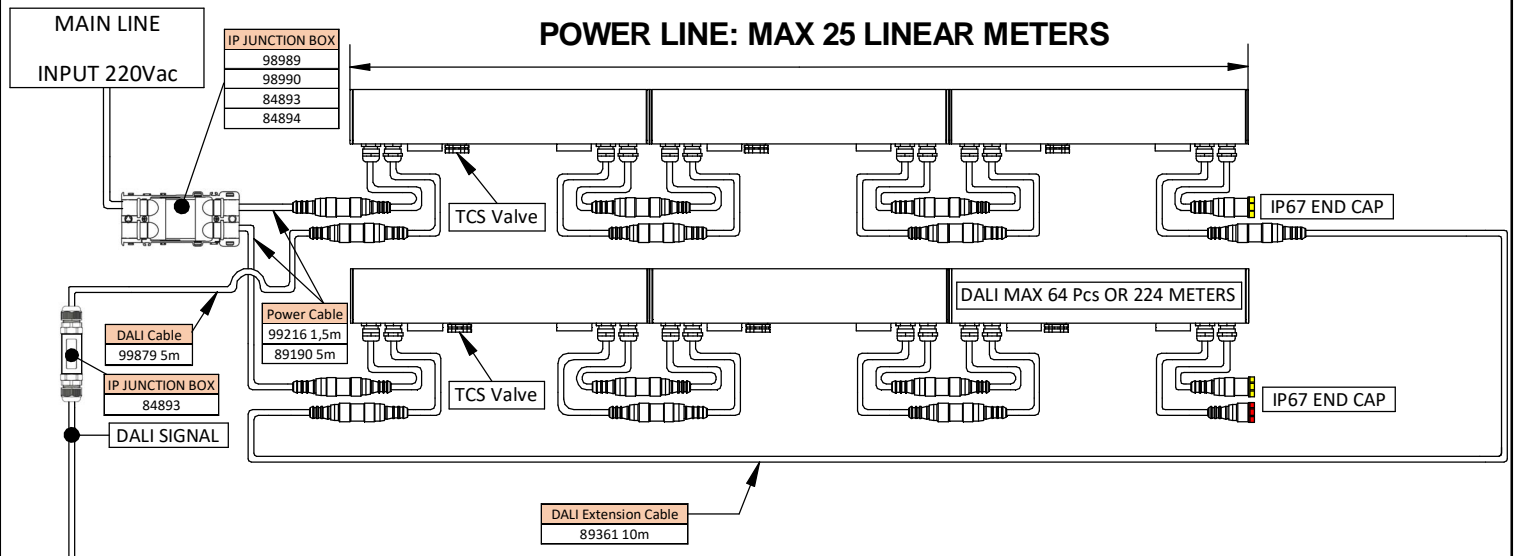 MAIN LINE
INPUT 220Vac
IP JUNCTION BOX
98989
98990
84893
84894
POWER LINE: MAX 25 LINEAR METERS
TCS Valve
IP67 END CAP
DALI MAX 64 Pcs OR 224 METERS
DALI Cable
99879 5m
Power Cable
99216 1,5m
89190 5m
IP JUNCTION BOX
84893
TCS Valve
IP67 END CAP
DALI SIGNAL
DALI Extension Cable
89361 10m